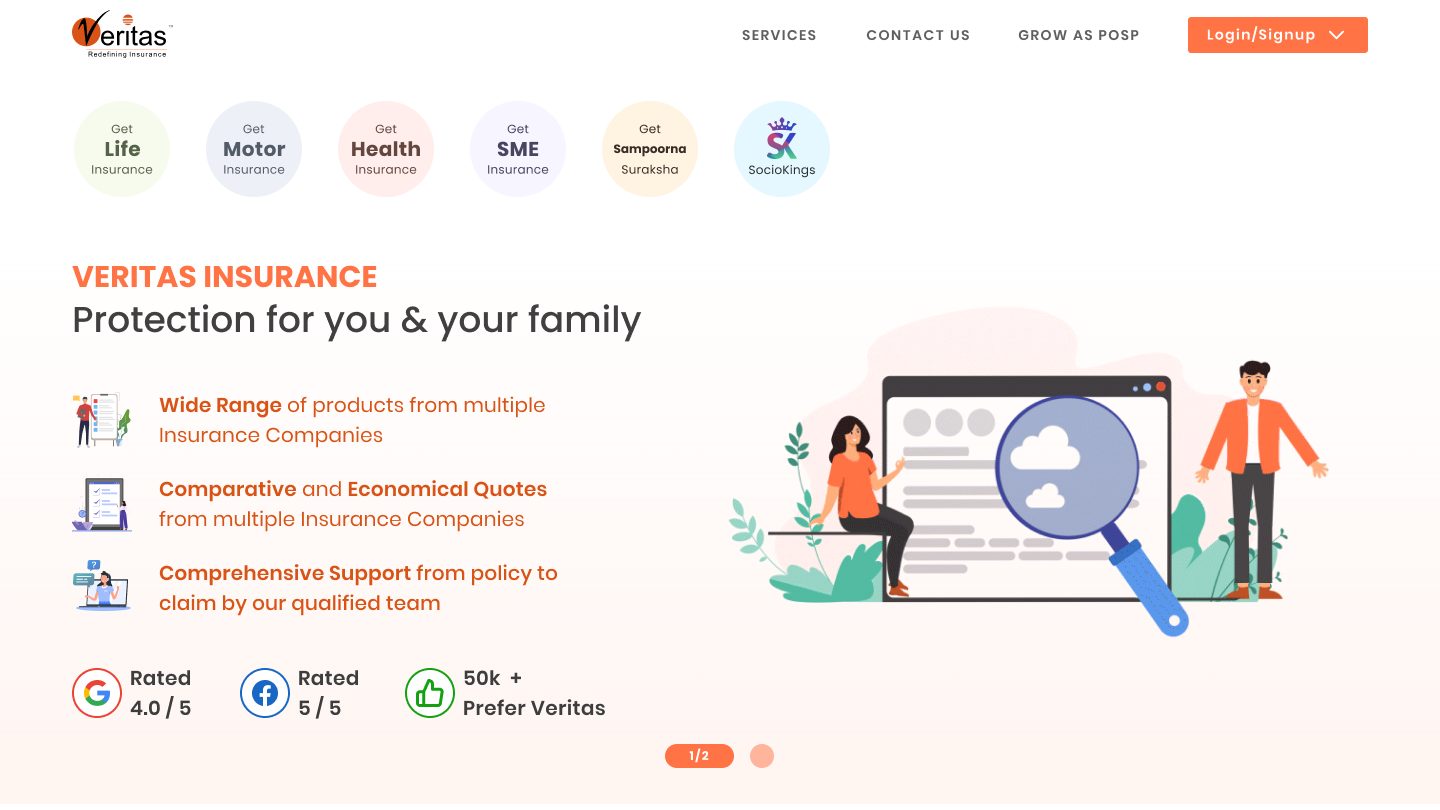 Veritas
Redefining Insurance
SERVICES
CONTACT US
GROW AS POSP
Login/Signup
Get
Life
Insurance
Get
Motor
Insurance
Get
Health
Insurance
Get
SME
Insurance
Get
Sampoorna
Suraksha
SK
SocioKings
VERITAS INSURANCE
Protection for you & your family
Wide Range of products from multiple
Insurance Companies
Comparative and Economical Quotes
from multiple Insurance Companies
?
Comprehensive Support from policy to
claim by our qualified team
Rated
4.0 / 5
Rated
5 / 5
50k +
Prefer Veritas
1/2